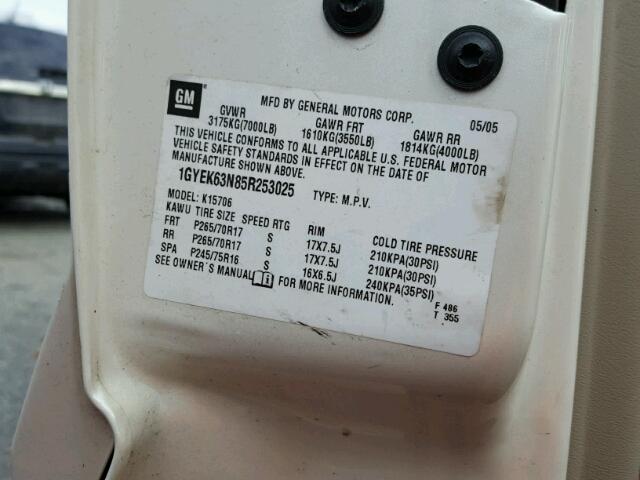 GM
MFD BY GENERAL MOTORS CORP. 05/05
GVWR GAWR FRT GAWR RR
3175KG(7000LB) 1610KG(3550LB) 1814KG(4000LB)
THIS VEHICLE CONFORMS TO ALL APPLICABLE U.S. FEDERAL MOTOR
VEHICLE SAFETY STANDARDS IN EFFECT ON THE DATE OF
MANUFACTURE SHOWN ABOVE.
1GYEK63N85R253025 TYPE: M.P.V.
MODEL: K15706
KAWU TIRE SIZE SPEED RTG RIM COLD TIRE PRESSURE
FRT P265/70R17 S 17X7.5J 210KPA(30PSI)
RR P265/70R17 S 17X7.5J 210KPA(30PSI)
SPA P245/75R16 S 16X6.5J 240KPA(35PSI)
SEE OWNER'S MANUAL FOR MORE INFORMATION.
F 486
T 355